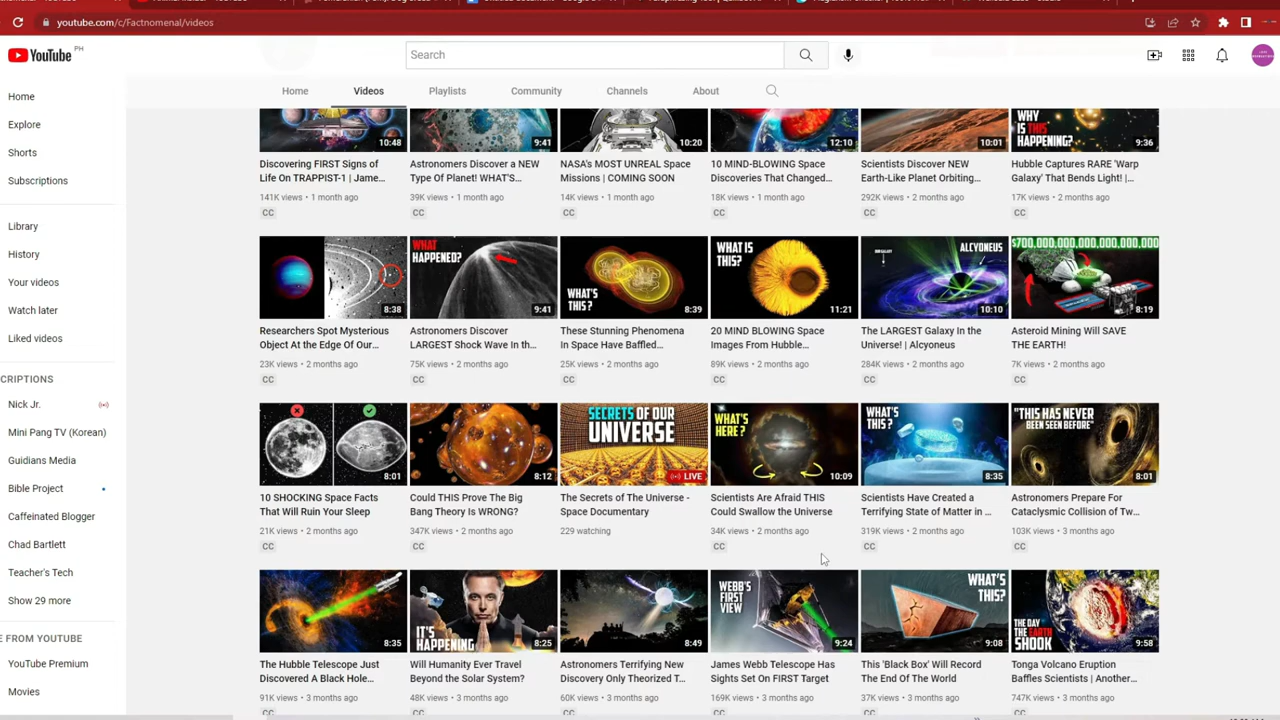 youtube.com/c/Factnomenal/videos
YouTube PH
Search
Home
Videos
Playlists
Community
Channels
About
Home
Explore
Shorts
Subscriptions
Library
History
Your videos
Watch later
Liked videos
CRIPTIONS
Nick Jr.
Mini Pang TV (Korean)
Guidians Media
Bible Project
Caffeinated Blogger
Chad Bartlett
Teacher's Tech
Show 29 more
E FROM YOUTUBE
YouTube Premium
Movies
10:48
Discovering FIRST Signs of
Life On TRAPPIST-1 | Jame...
141K views • 1 month ago
CC
9:41
Astronomers Discover a NEW
Type Of Planet! WHAT'S...
39K views • 1 month ago
CC
10:20
NASA's MOST UNREAL Space
Missions | COMING SOON
14K views • 1 month ago
CC
12:10
10 MIND-BLOWING Space
Discoveries That Changed...
18K views • 1 month ago
CC
10:01
Scientists Discover NEW
Earth-Like Planet Orbiting...
292K views • 2 months ago
CC
WHY
IS THIS
HAPPENING?
9:36
Hubble Captures RARE 'Warp
Galaxy' That Bends Light! |...
17K views • 2 months ago
CC
8:38
Researchers Spot Mysterious
Object At the Edge Of Our...
23K views • 2 months ago
CC
WHAT
HAPPENED?
9:41
Astronomers Discover
LARGEST Shock Wave In th...
75K views • 2 months ago
CC
WHAT'S
THIS ?
8:39
These Stunning Phenomena
In Space Have Baffled...
25K views • 2 months ago
CC
WHAT IS
THIS?
11:21
20 MIND BLOWING Space
Images From Hubble...
89K views • 2 months ago
CC
OUR GALAXY
ALCYONEUS
10:10
The LARGEST Galaxy In the
Universe! | Alcyoneus
284K views • 2 months ago
CC
$700,000,000,000,000,000,000
8:19
Asteroid Mining Will SAVE
THE EARTH!
7K views • 2 months ago
CC
8:01
10 SHOCKING Space Facts
That Will Ruin Your Sleep
21K views • 2 months ago
CC
8:12
Could THIS Prove The Big
Bang Theory Is WRONG?
347K views • 2 months ago
CC
SECRETS OF OUR
UNIVERSE
LIVE
The Secrets of The Universe -
Space Documentary
229 watching
WHAT'S
HERE ?
10:09
Scientists Are Afraid THIS
Could Swallow the Universe
34K views • 2 months ago
CC
WHAT'S
THIS?
8:35
Scientists Have Created a
Terrifying State of Matter in ...
319K views • 2 months ago
CC
"THIS HAS NEVER
BEEN SEEN BEFORE"
8:01
Astronomers Prepare For
Cataclysmic Collision of Tw...
103K views • 3 months ago
CC
8:35
The Hubble Telescope Just
Discovered A Black Hole...
91K views • 3 months ago
CC
IT'S
HAPPENING
8:25
Will Humanity Ever Travel
Beyond the Solar System?
48K views • 3 months ago
CC
8:49
Astronomers Terrifying New
Discovery Only Theorized T...
60K views • 3 months ago
CC
WEBB'S
FIRST
VIEW
9:24
James Webb Telescope Has
Sights Set On FIRST Target
169K views • 3 months ago
CC
WHAT'S
THIS?
9:08
This 'Black Box' Will Record
The End Of The World
37K views • 3 months ago
CC
THE DAY
THE EARTH
SHOOK
9:58
Tonga Volcano Eruption
Baffles Scientists | Another...
747K views • 3 months ago
CC